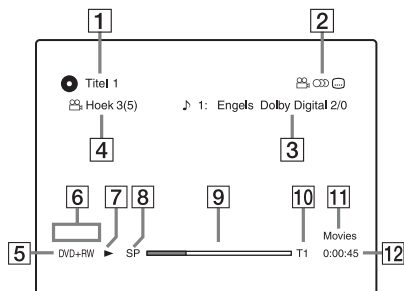 1
2
Titel 1
Hoek 3(5)
1: Engels Dolby Digital 2/0
4
3
6
7
8
9
10
11
Movies
5
DVD+RW
SP
T1
0:00:45
12